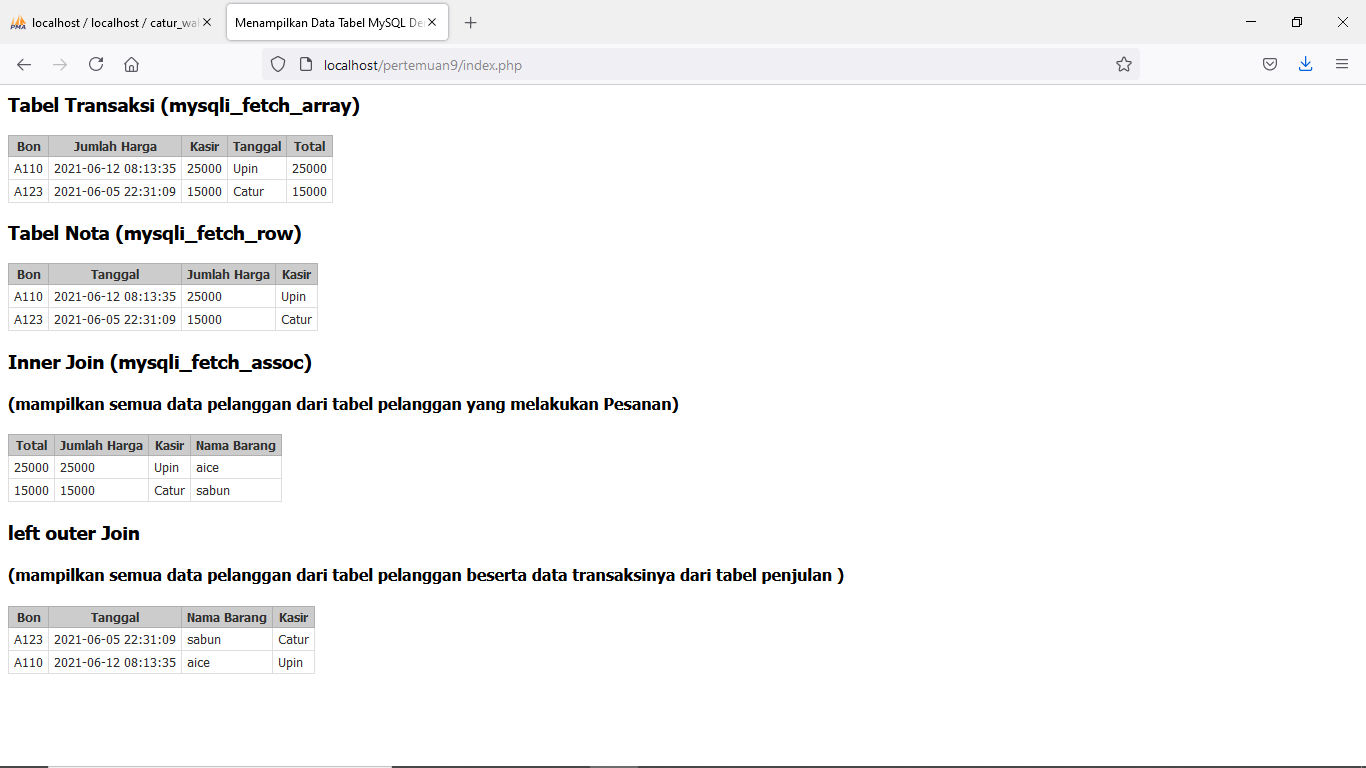 PMA localhost / localhost / catur_wal
Menampilkan Data Tabel MySQL De
localhost/pertemuan9/index.php
Tabel Transaksi (mysqli_fetch_array)
Bon Jumlah Harga Kasir Tanggal Total
A110 2021-06-12 08:13:35 25000 Upin 25000
A123 2021-06-05 22:31:09 15000 Catur 15000
Tabel Nota (mysqli_fetch_row)
Bon Tanggal Jumlah Harga Kasir
A110 2021-06-12 08:13:35 25000 Upin
A123 2021-06-05 22:31:09 15000 Catur
Inner Join (mysqli_fetch_assoc)
(mampilkan semua data pelanggan dari tabel pelanggan yang melakukan Pesanan)
Total Jumlah Harga Kasir Nama Barang
25000 25000 Upin aice
15000 15000 Catur sabun
left outer Join
(mampilkan semua data pelanggan dari tabel pelanggan beserta data transaksinya dari tabel penjulan )
Bon Tanggal Nama Barang Kasir
A123 2021-06-05 22:31:09 sabun Catur
A110 2021-06-12 08:13:35 aice Upin